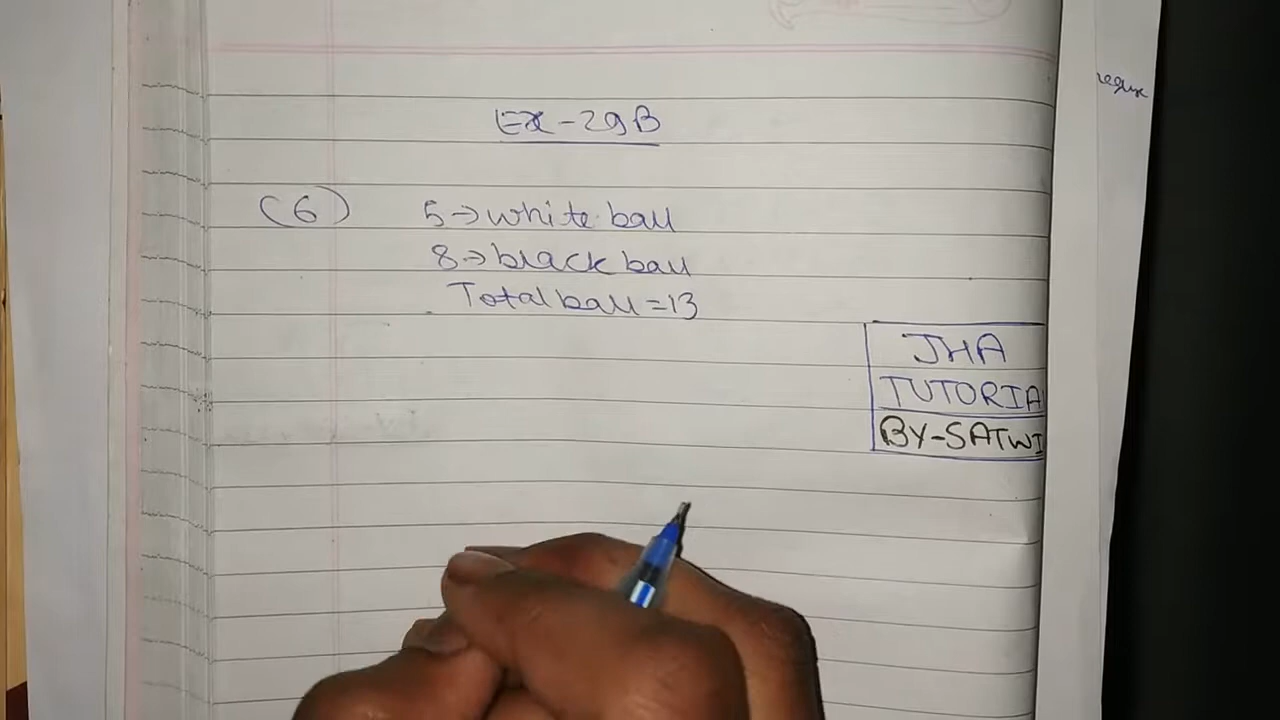 Ex-29B
(6) 5→white ball
8→black ball
Total ball=13
JHA
TUTORIA
BY-SATWI